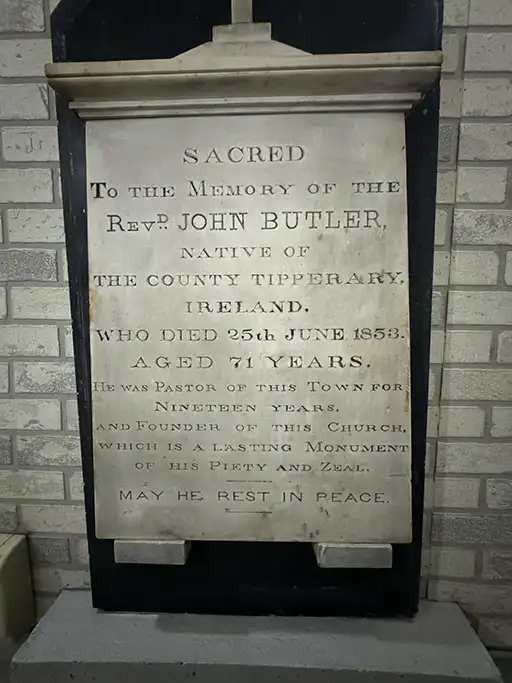 SACRED
TO THE MEMORY OF THE
REVD. JOHN BUTLER,
NATIVE OF
THE COUNTY TIPPERARY,
IRELAND.
WHO DIED 25th JUNE 1853.
AGED 71 YEARS.
HE WAS PASTOR OF THIS TOWN FOR
NINETEEN YEARS,
AND FOUNDER OF THIS CHURCH,
WHICH IS A LASTING MONUMENT
OF HIS PIETY AND ZEAL.
MAY HE REST IN PEACE.